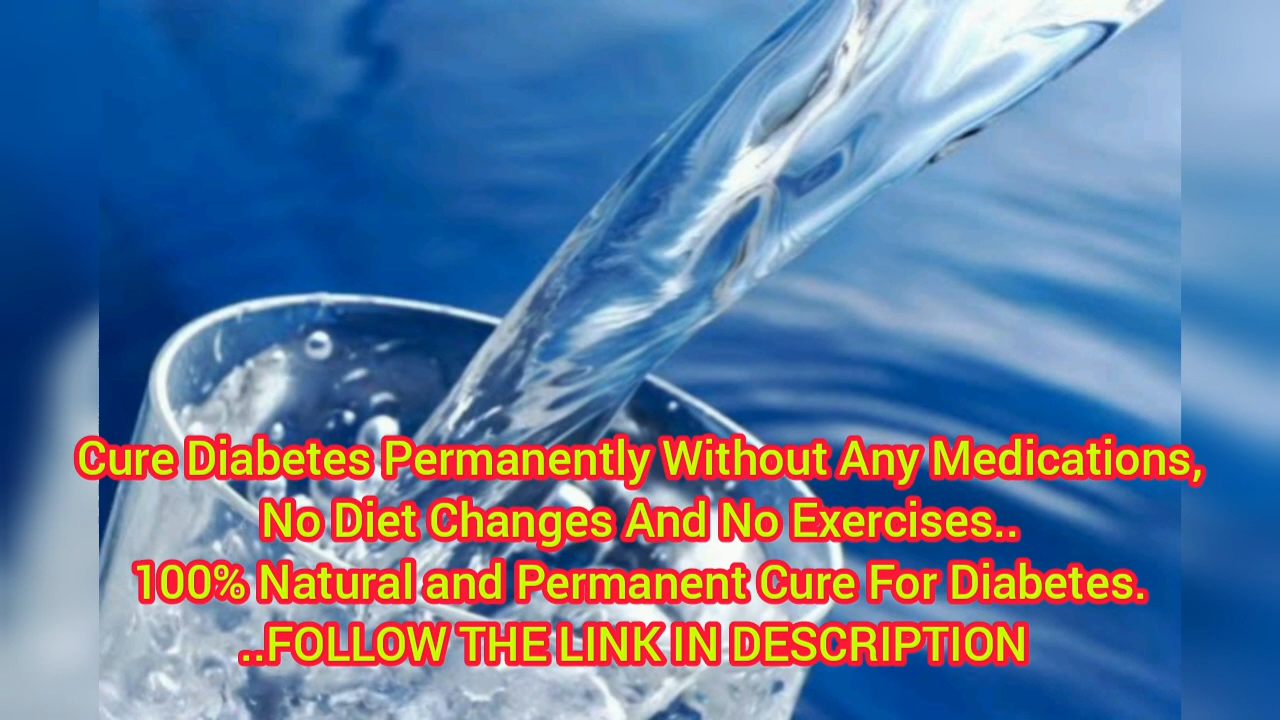 Cure Diabetes Permanently Without Any Medications,
No Diet Changes And No Exercises..
100% Natural and Permanent Cure For Diabetes.
..FOLLOW THE LINK IN DESCRIPTION